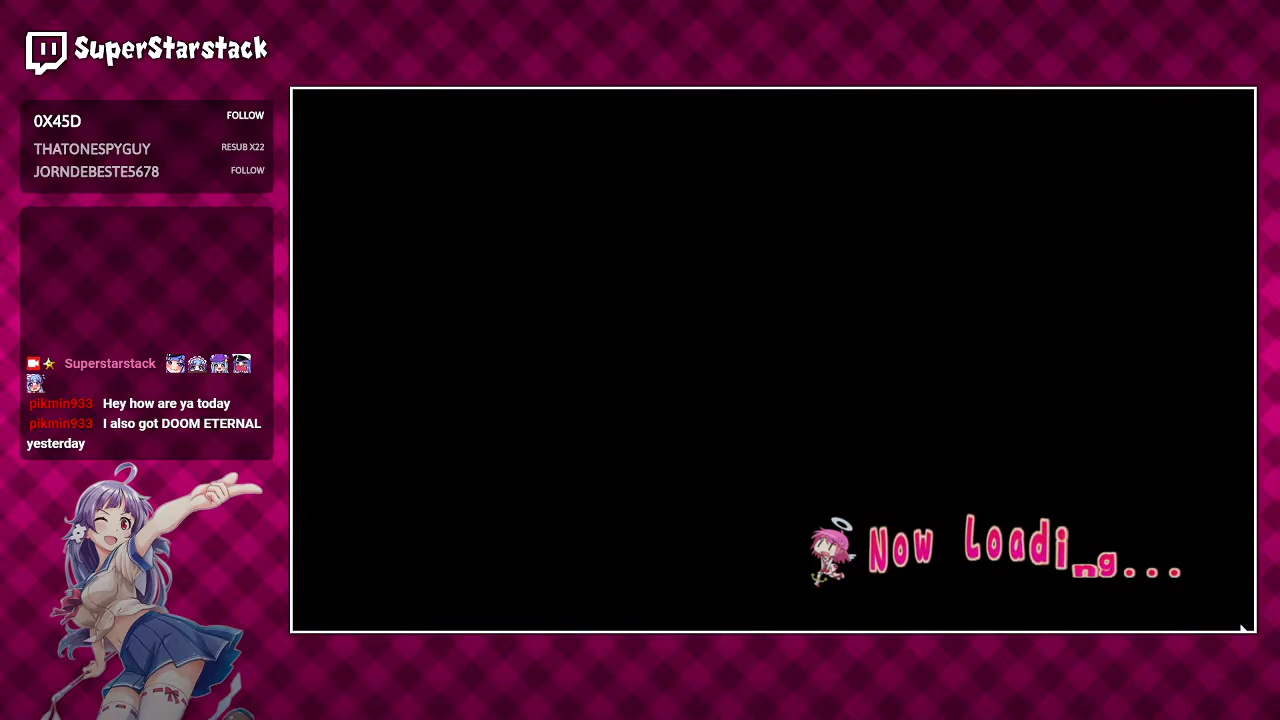 SuperStarstack
0X45D FOLLOW
THATONESPYGUY RESUB X22
JORNDEBESTE5678 FOLLOW
Superstarstack
pikmin933 Hey how are ya today
pikmin933 I also got DOOM ETERNAL
yesterday
Now Loading...